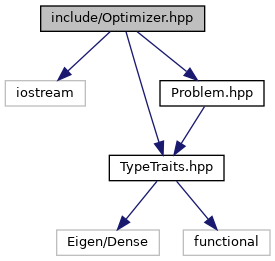 include/Optimizer.hpp
iostream
Problem.hpp
TypeTraits.hpp
Eigen/Dense
functional